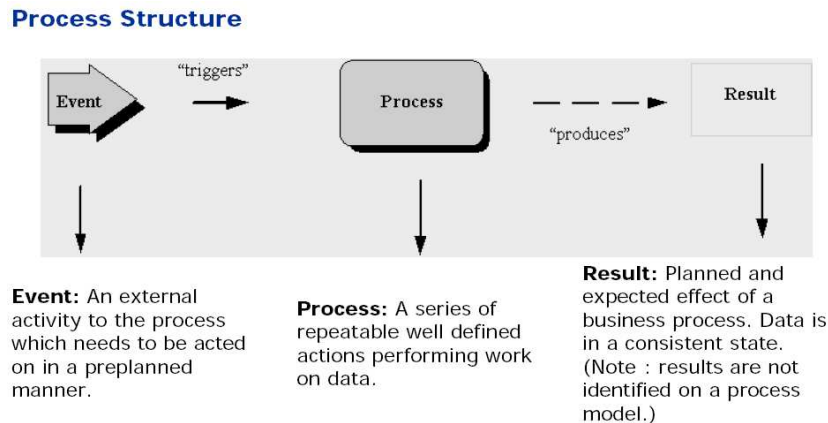 Process Structure
"triggers"
Event
Process
Result
"produces"
Event: An external
activity to the process
which needs to be acted
on in a preplanned
manner.
Process: A series of
repeatable well defined
actions performing work
on data.
Result: Planned and
expected effect of a
business process. Data is
in a consistent state.
(Note : results are not
identified on a process
model.)